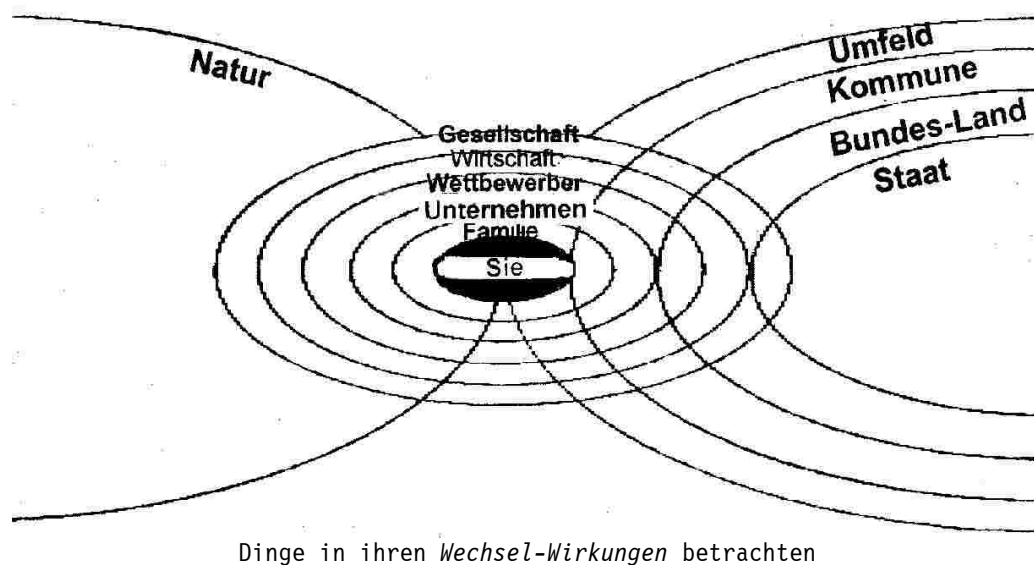 Natur
Umfeld
Kommune
Bundes-Land
Staat
Gesellschaft
Wirtschaft
Wettbewerber
Unternehmen
Familie
Sie
Dinge in ihren Wechsel-Wirkungen betrachten